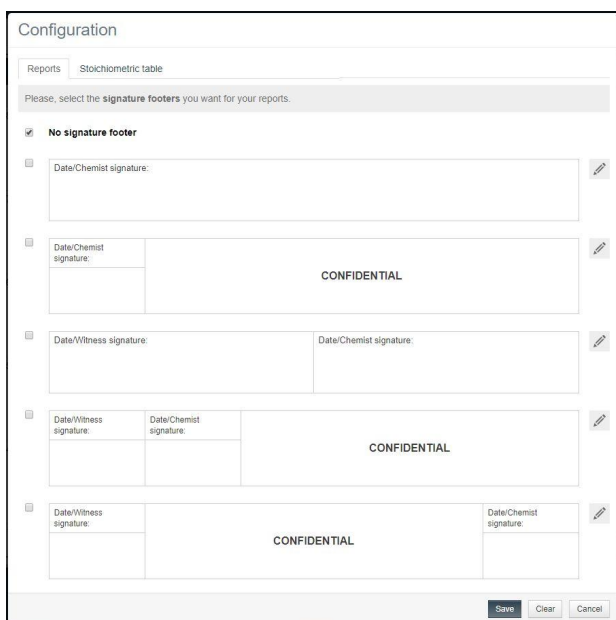 Configuration
Reports Stoichiometric table
Please, select the signature footers you want for your reports.
No signature footer
Date/Chemist signature:
Date/Chemist
signature:
CONFIDENTIAL
Date/Witness signature: Date/Chemist signature:
Date/Witness
signature:
Date/Chemist
signature:
CONFIDENTIAL
Date/Witness
signature:
CONFIDENTIAL
Date/Chemist
signature:
Save Clear Cancel